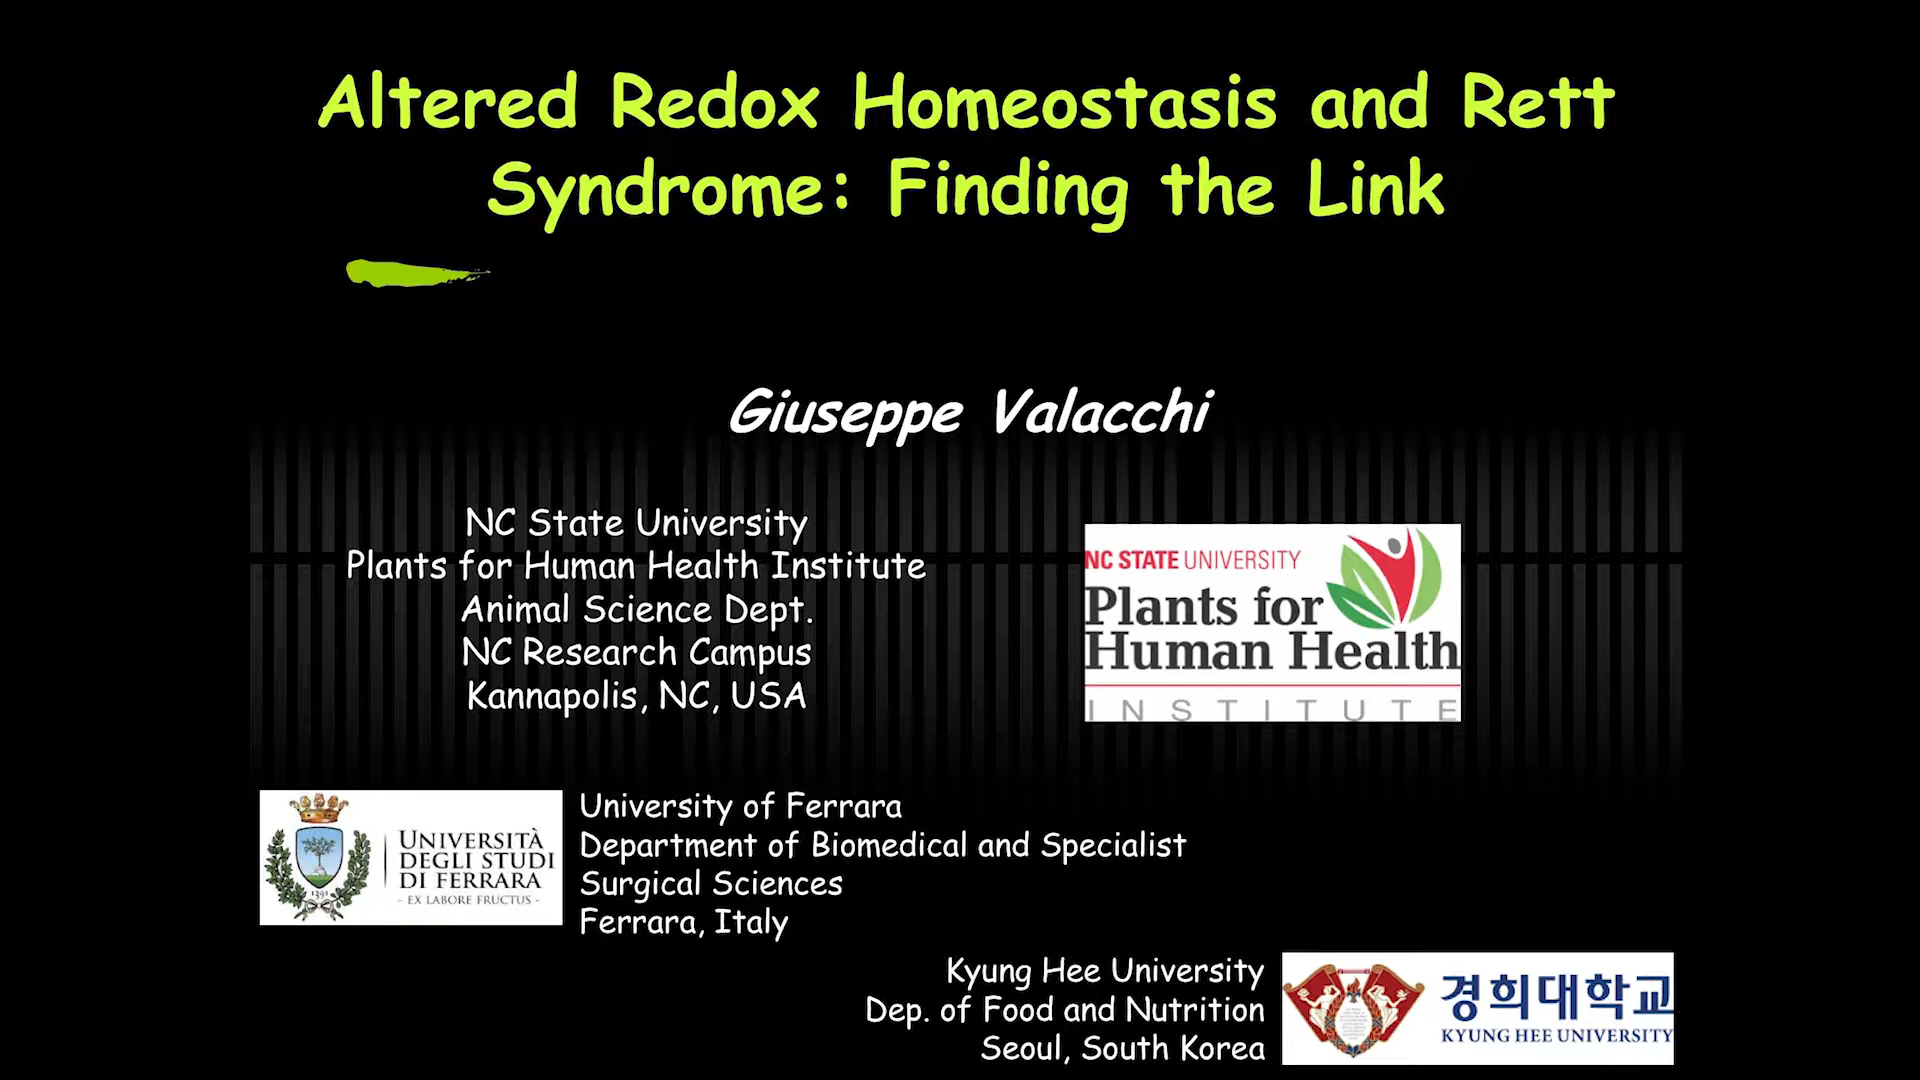 Altered Redox Homeostasis and Rett
Syndrome: Finding the Link
Giuseppe Valacchi
NC State University
Plants for Human Health Institute
Animal Science Dept.
NC Research Campus
Kannapolis, NC, USA
NC STATE UNIVERSITY
Plants for
Human Health
INSTITUTE
UNIVERSITÀ
DEGLI STUDI
DI FERRARA
- EX LABORE FRUCTUS -
1391
University of Ferrara
Department of Biomedical and Specialist
Surgical Sciences
Ferrara, Italy
Kyung Hee University
Dep. of Food and Nutrition
Seoul, South Korea
경희대학교
KYUNG HEE UNIVERSITY